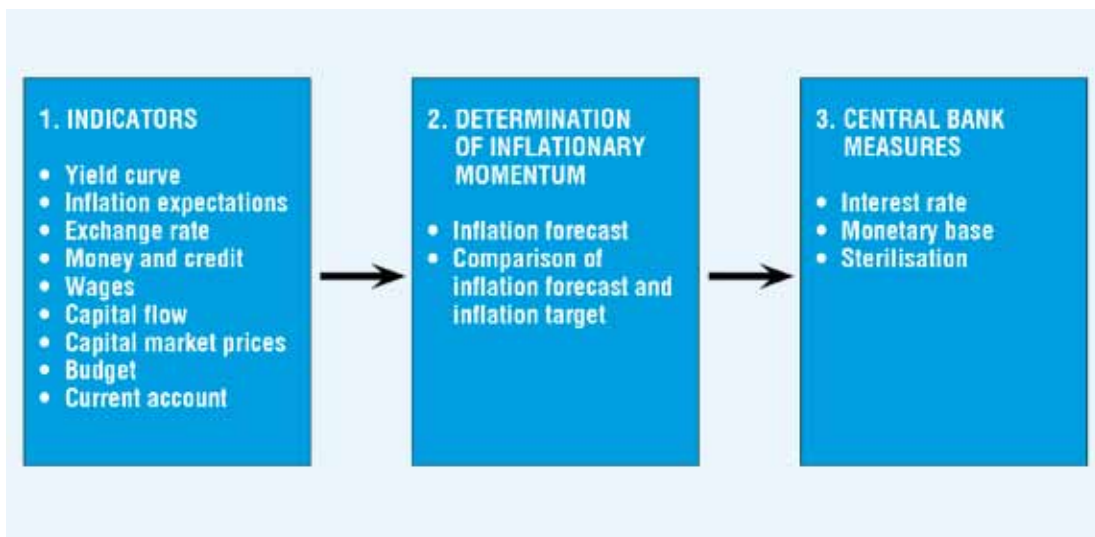 1. INDICATORS
• Yield curve
• Inflation expectations
• Exchange rate
• Money and credit
• Wages
• Capital flow
• Capital market prices
• Budget
• Current account
2. DETERMINATION
OF INFLATIONARY
MOMENTUM
• Inflation forecast
• Comparison of
inflation forecast and
inflation target
3. CENTRAL BANK
MEASURES
• Interest rate
• Monetary base
• Sterilisation